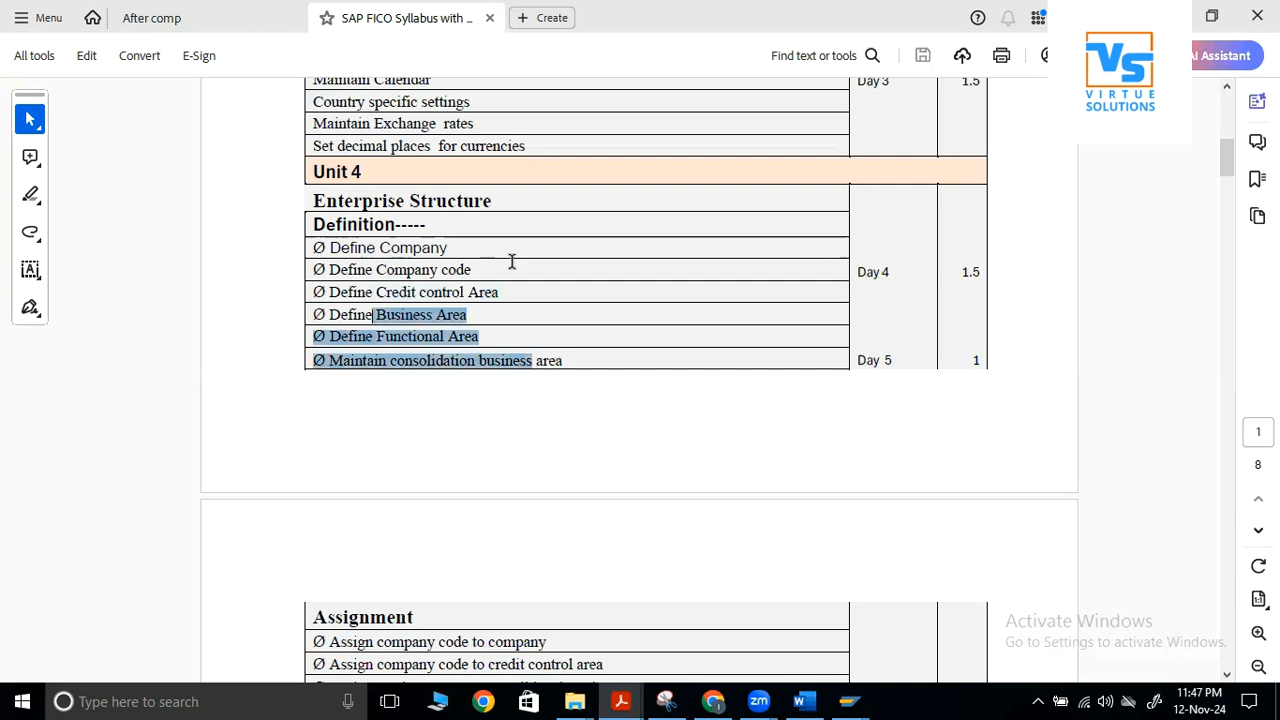 Menu
After comp
SAP FICO Syllabus with ...
Create
All tools
Edit
Convert
E-Sign
Find text or tools
AI Assistant
VS
VIRTUE
SOLUTIONS
Maintain Calendar
Day 3
1.5
Country specific settings
Maintain Exchange rates
Set decimal places for currencies
Unit 4
Enterprise Structure
Definition-----
Ø Define Company
Ø Define Company code
Day 4
1.5
Ø Define Credit control Area
Ø Define Business Area
Ø Define Functional Area
Ø Maintain consolidation business area
Day 5
1
1
8
Assignment
Ø Assign company code to company
Ø Assign company code to credit control area
Activate Windows
Go to Settings to activate Windows.
Type here to search
11:47 PM
12-Nov-24